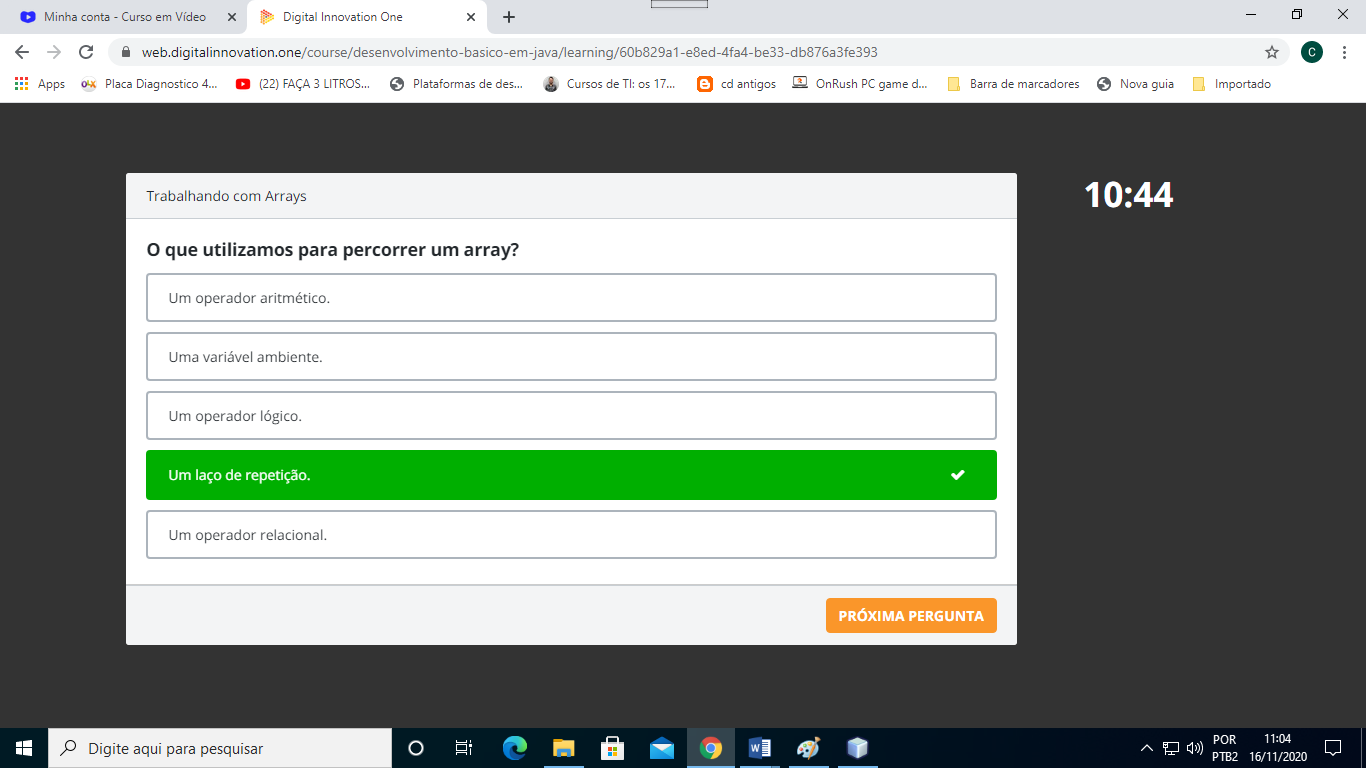 Minha conta - Curso em Vídeo
Digital Innovation One
web.digitalinnovation.one/course/desenvolvimento-basico-em-java/learning/60b829a1-e8ed-4fa4-be33-db876a3fe393
C
Apps
OLX
Placa Diagnostico 4...
(22) FAÇA 3 LITROS...
Plataformas de des...
Cursos de TI: os 17...
cd antigos
OnRush PC game d...
Barra de marcadores
Nova guia
Importado
Trabalhando com Arrays
10:44
O que utilizamos para percorrer um array?
Um operador aritmético.
Uma variável ambiente.
Um operador lógico.
Um laço de repetição.
Um operador relacional.
PRÓXIMA PERGUNTA
Digite aqui para pesquisar
POR
PTB2
11:04
16/11/2020